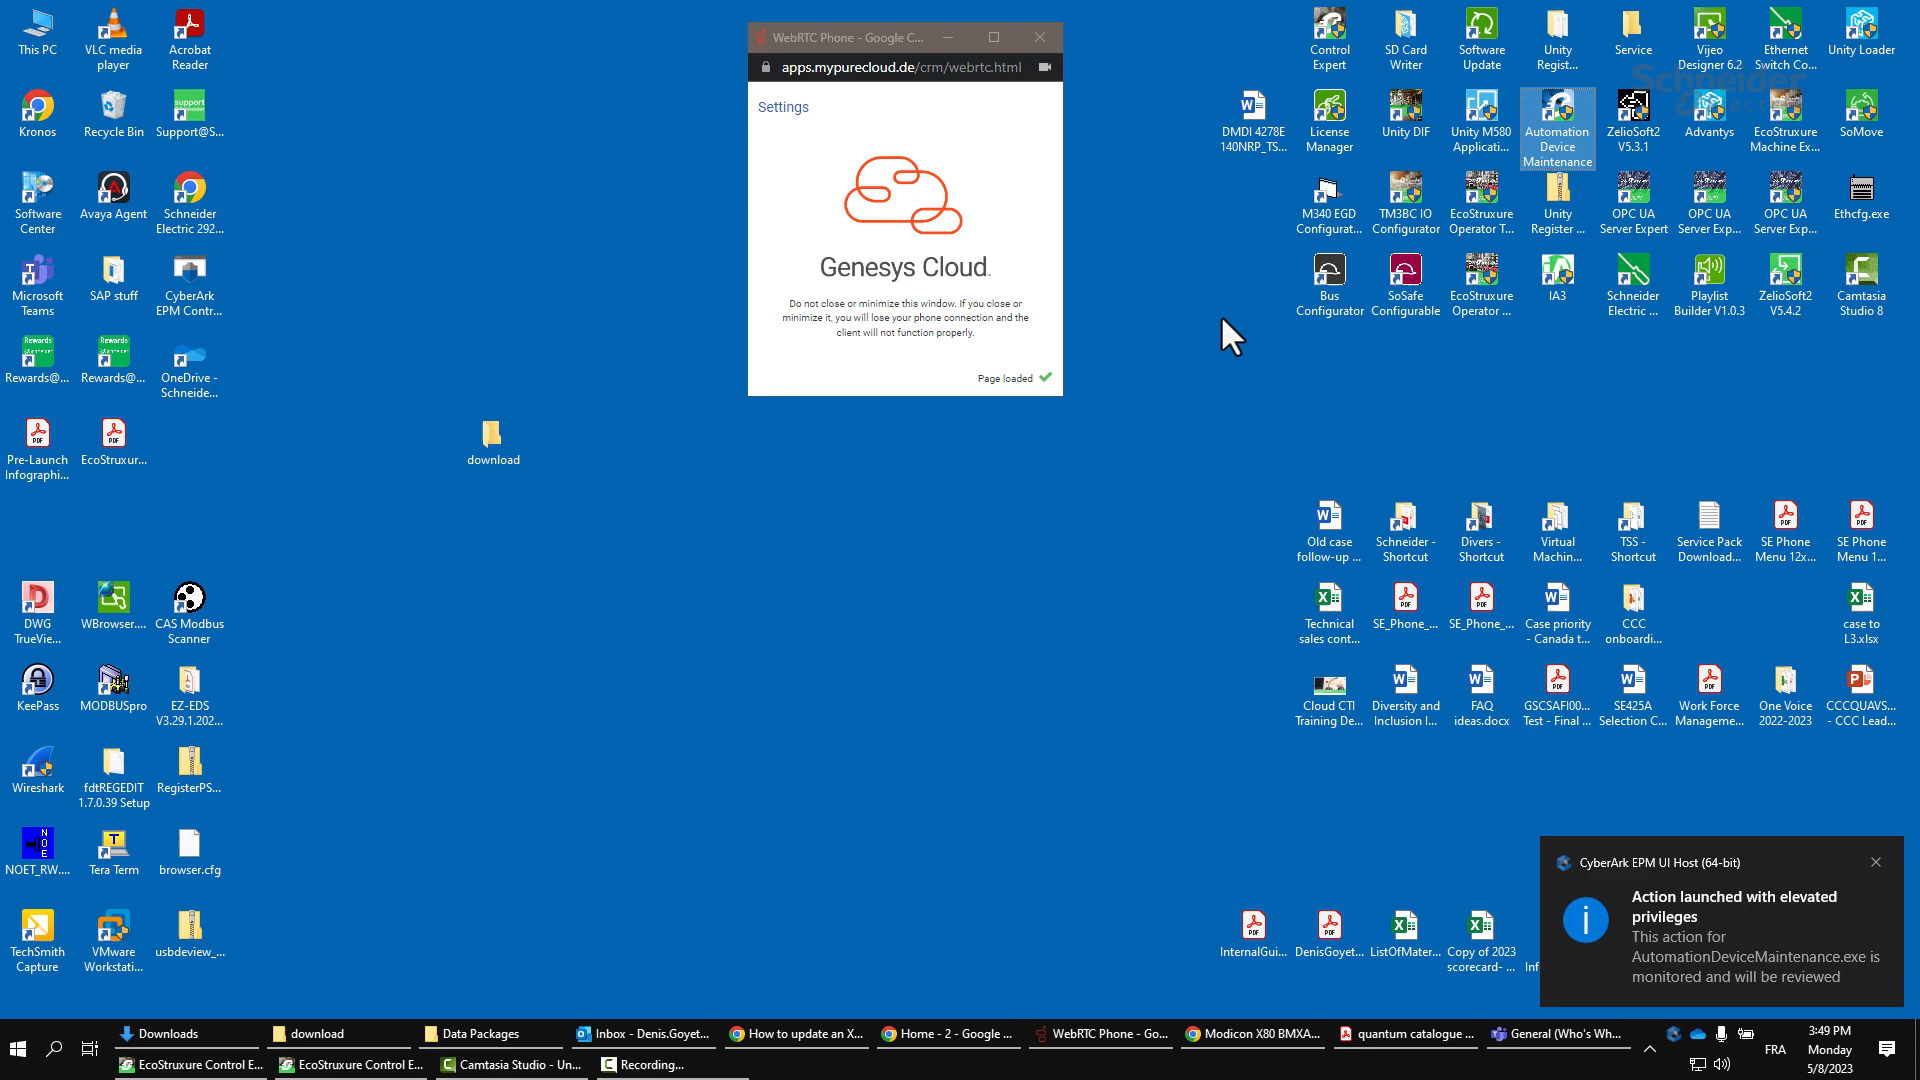 This PC
VLC media
player
Acrobat
Reader
Kronos
Recycle Bin
Support@S...
Software
Center
Avaya Agent
Schneider
Electric 292...
Microsoft
Teams
SAP stuff
CyberArk
EPM Contr...
Rewards@...
Rewards@...
OneDrive -
Schneide...
Pre-Launch
Infographi...
EcoStruxur...
download
DWG
TrueVie...
WBrowser....
CAS Modbus
Scanner
KeePass
MODBUSpro
EZ-EDS
V3.29.1.202...
Wireshark
fdtREGEDIT
1.7.0.39 Setup
RegisterPS...
NOET_RW....
Tera Term
browser.cfg
TechSmith
Capture
VMware
Workstati...
usbdeview_...
WebRTC Phone - Google C...
apps.mypurecloud.de/crm/webrtc.html
Settings
Genesys Cloud
Do not close or minimize this window. If you close or
minimize it, you will lose your phone connection and the
client will not function properly.
Page loaded
Control
Expert
SD Card
Writer
Software
Update
Unity
Regist...
Service
Vijeo
Designer 6.2
Ethernet
Switch Co...
Unity Loader
Schneider
DMDI 4278E
140NRP_TS...
License
Manager
Unity DIF
Unity M580
Applicati...
Automation
Device
Maintenance
ZelioSoft2
V5.3.1
Advantys
EcoStruxure
Machine Ex...
SoMove
M340 EGD
Configurat...
TM3BC IO
Configurator
EcoStruxure
Operator T...
Unity
Register ...
OPC UA
Server Expert
OPC UA
Server Exp...
OPC UA
Server Exp...
Ethcfg.exe
Bus
Configurator
SoSafe
Configurable
EcoStruxure
Operator ...
IA3
Schneider
Electric ...
Playlist
Builder V1.0.3
ZelioSoft2
V5.4.2
Camtasia
Studio 8
Old case
follow-up ...
Schneider -
Shortcut
Divers -
Shortcut
Virtual
Machin...
TSS -
Shortcut
Service Pack
Download...
SE Phone
Menu 12x...
SE Phone
Menu 1...
Technical
sales cont...
SE_Phone_...
SE_Phone_...
Case priority
- Canada t...
CCC
onboardi...
case to
L3.xlsx
Cloud CTI
Training De...
Diversity and
Inclusion I...
FAQ
ideas.docx
GSCSAFI00...
Test - Final ...
SE425A
Selection C...
Work Force
Manageme...
One Voice
2022-2023
CCCQUAVS...
- CCC Lead...
InternalGui...
DenisGoyet...
ListOfMater...
Copy of 2023
scorecard- ...
Inf
CyberArk EPM UI Host (64-bit)
Action launched with elevated
privileges
This action for
AutomationDeviceMaintenance.exe is
monitored and will be reviewed
Downloads
download
Data Packages
Inbox - Denis.Goyet...
How to update an X...
Home - 2 - Google ...
WebRTC Phone - Go...
Modicon X80 BMXA...
quantum catalogue ...
General (Who's Wh...
EcoStruxure Control E...
EcoStruxure Control E...
Camtasia Studio - Un...
Recording...
FRA
3:49 PM
Monday
5/8/2023